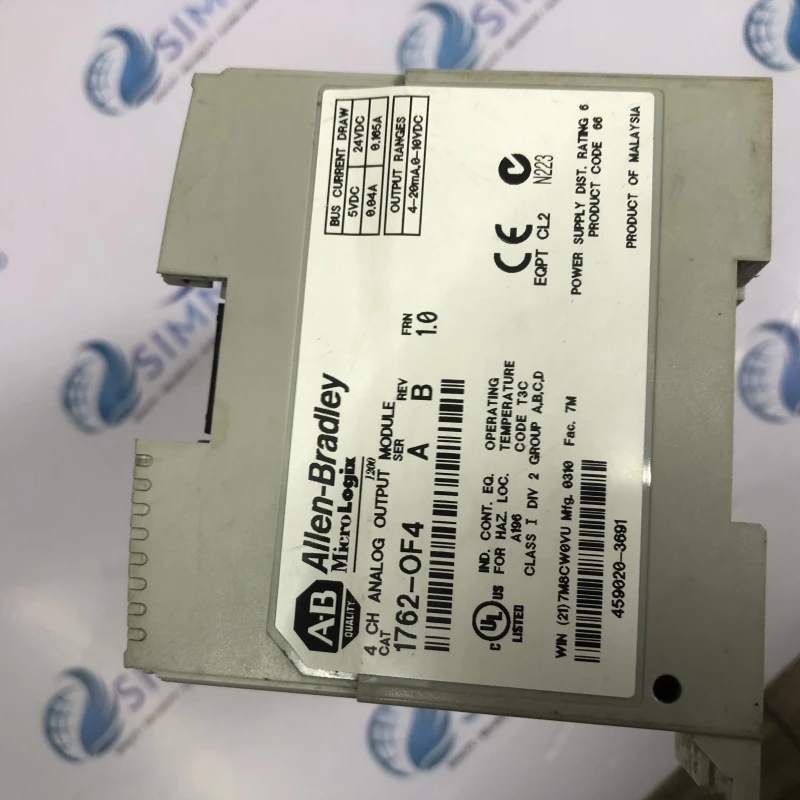 A-B
QUALITY
Allen-Bradley
MicroLogix 1200
4 CH ANALOG OUTPUT MODULE
CAT SER REV FRN
1762-OF4 A B 1.0
BUS CURRENT DRAW
5VDC 24VDC
0.04A 0.165A
OUTPUT RANGES
4-20mA,0-10VDC
C UL US
LISTED
IND. CONT. EQ.
FOR HAZ. LOC.
A196
OPERATING
TEMPERATURE
CODE T3C
CLASS I DIV 2 GROUP A,B,C,D
CE
EQPT CL2
N223
WIN (21)7M8CW0VU Mfg. 0310 Fac. 7M
459020-3691
POWER SUPPLY DIST. RATING 6
PRODUCT CODE 66
PRODUCT OF MALAYSIA